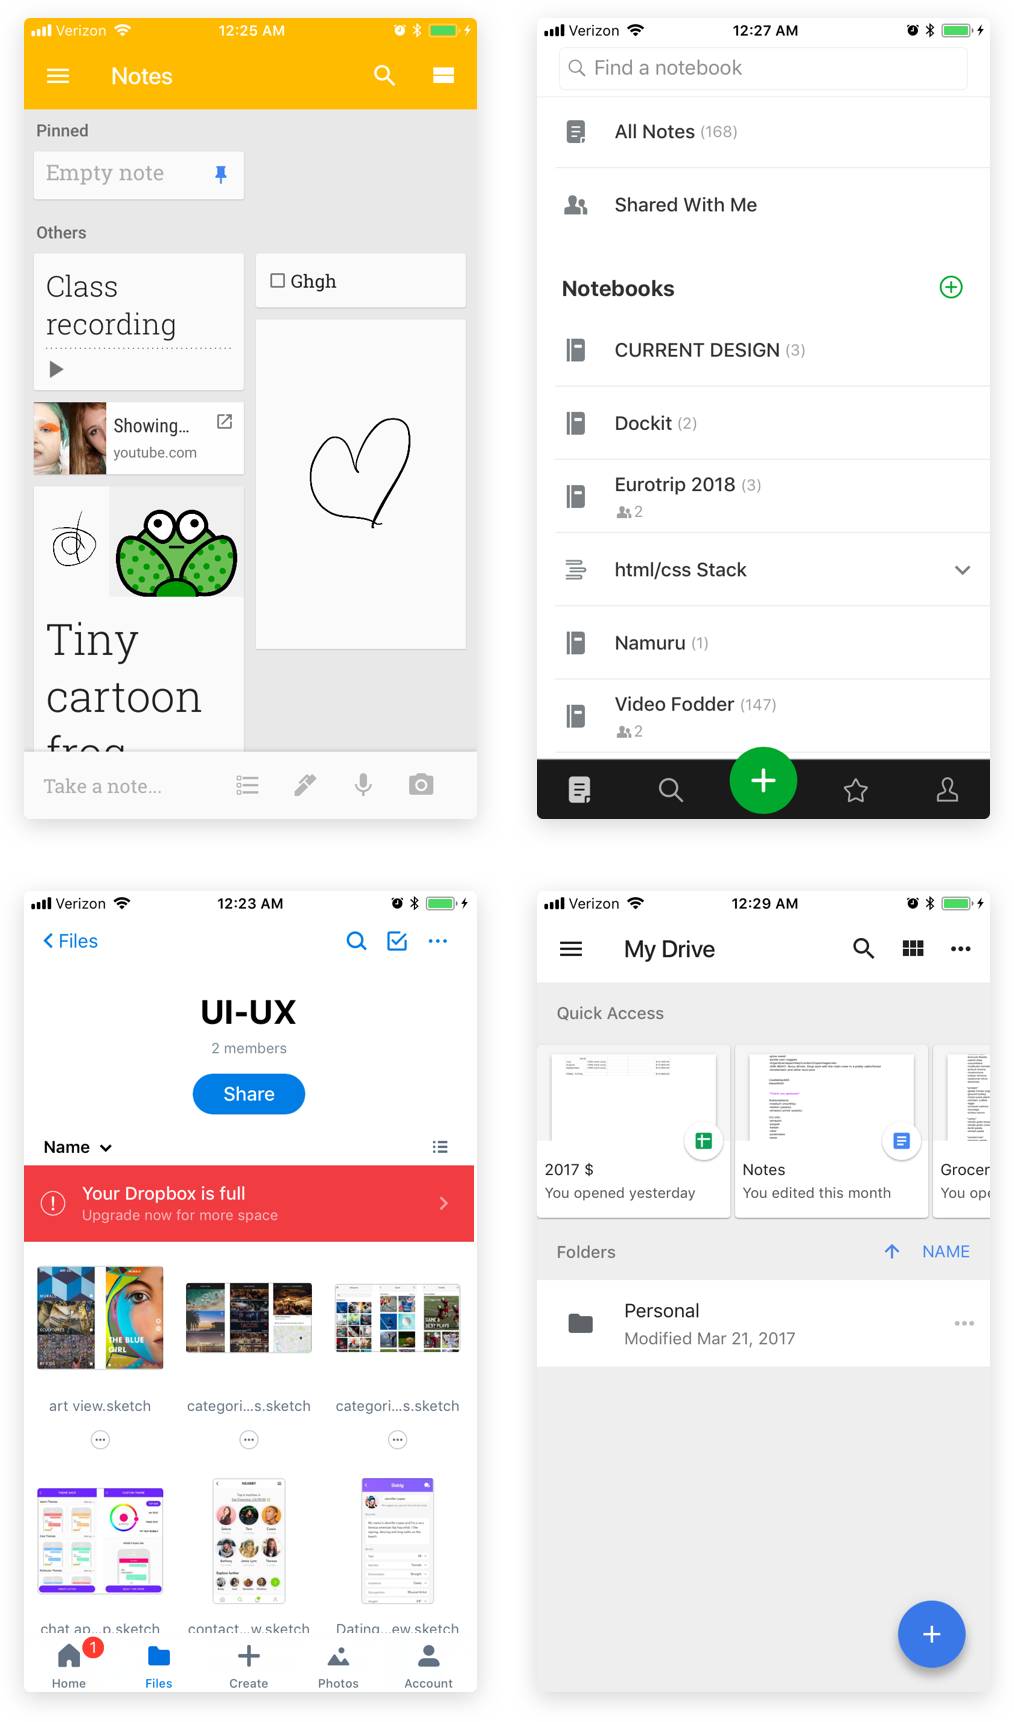 Verizon 12:25 AM
Notes
Pinned
Empty note
Others
Class
recording
Ghgh
Showing...
youtube.com
Tiny
cartoon
frog
Take a note...
Verizon 12:27 AM
Find a notebook
All Notes (168)
Shared With Me
Notebooks
CURRENT DESIGN (3)
Dockit (2)
Eurotrip 2018 (3)
2
html/css Stack
Namuru (1)
Video Fodder (147)
2
Verizon 12:23 AM
Files
UI-UX
2 members
Share
Name
Your Dropbox is full
Upgrade now for more space
THE BLUE
GIRL
art view.sketch categori...s.sketch categori...s.sketch
chat ap...p.sketch contact...w.sketch Dating...ew.sketch
1
Home Files Create Photos Account
Verizon 12:29 AM
My Drive
Quick Access
2017 $
You opened yesterday
Notes
You edited this month
Grocer
You ope
Folders NAME
Personal
Modified Mar 21, 2017